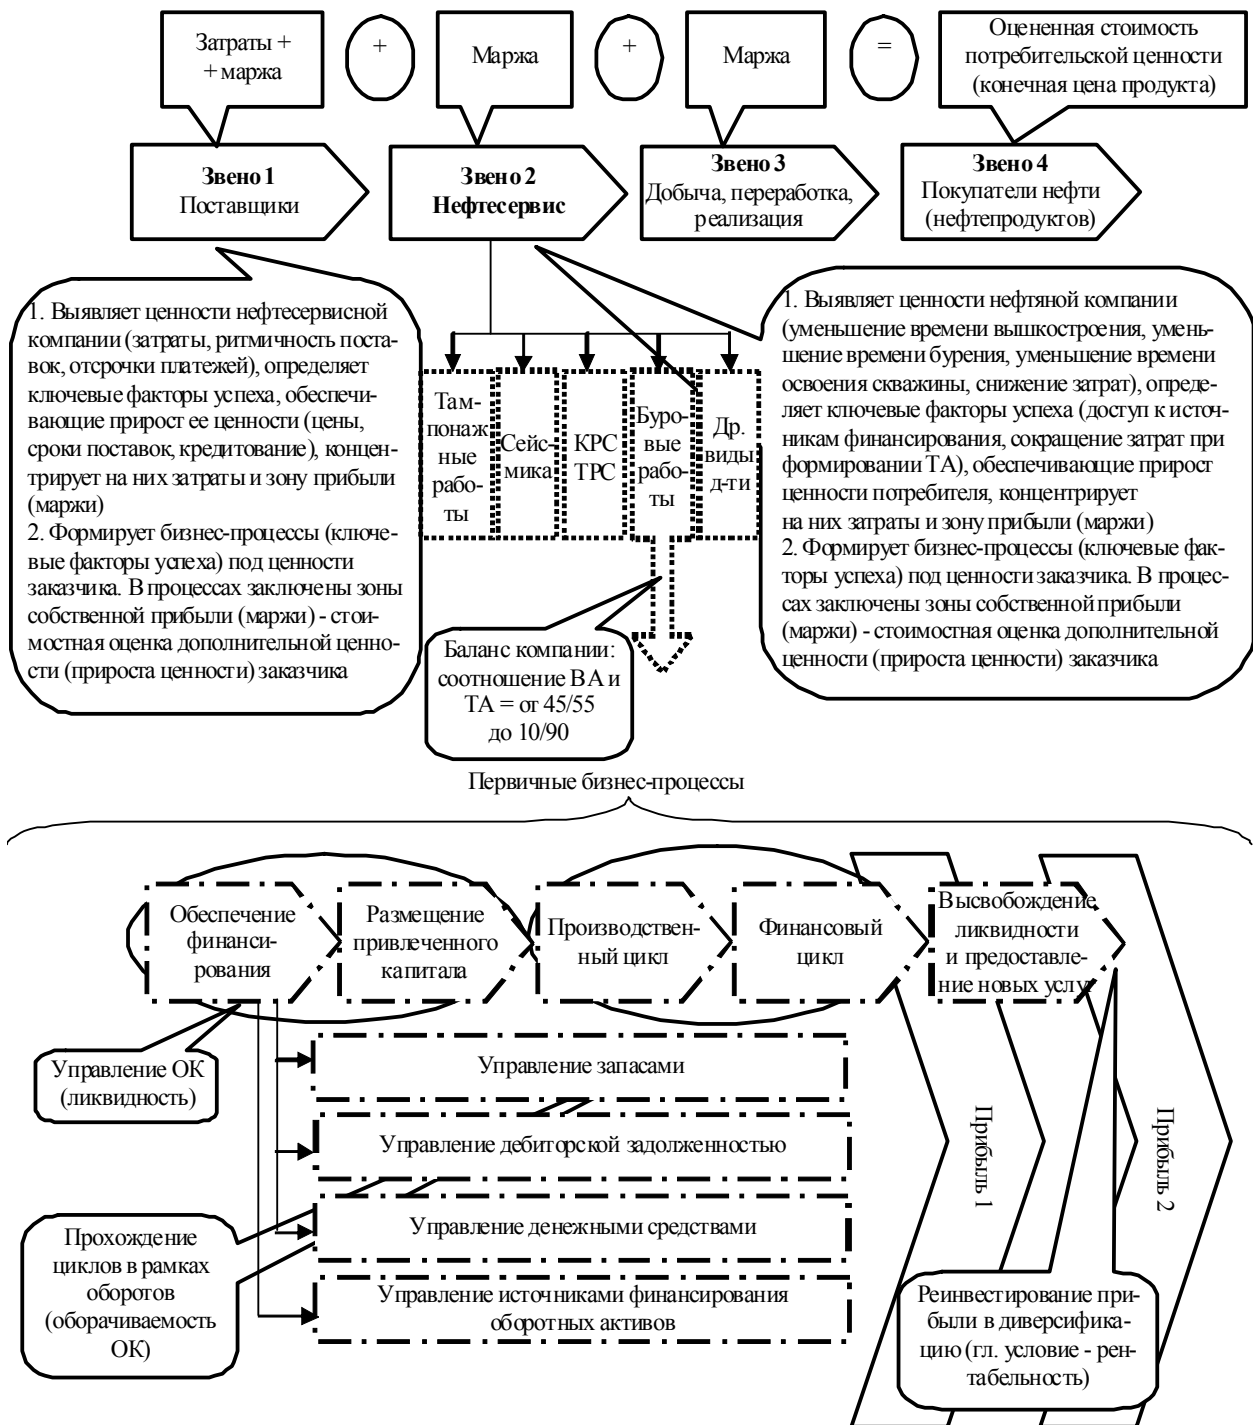 Затраты +
+ маржа
+
Маржа
+
Маржа
=
Оцененная стоимость
потребительской ценности
(конечная цена продукта)
Звено 1
Поставщики
Звено 2
Нефтесервис
Звено 3
Добыча, переработка,
реализация
Звено 4
Покупатели нефти
(нефтепродуктов)
1. Выявляет ценности нефтесервисной
компании (затраты, ритмичность поста-
вок, отсрочки платежей), определяет
ключевые факторы успеха, обеспечи-
вающие прирост ее ценности (цены,
сроки поставок, кредитование), концен-
трирует на них затраты и зону прибыли
(маржи)
2. Формирует бизнес-процессы (ключе-
вые факторы успеха) под ценности
заказчика. В процессах заключены зоны
собственной прибыли (маржи) - стои-
мостная оценка дополнительной ценно-
сти (прироста ценности) заказчика
Там-
понаж
ные
рабо-
ты
Сейс-
мика
КРС
ТРС
Буро-
вые
рабо-
ты
Др.
виды
д-ти
1. Выявляет ценности нефтяной компании
(уменьшение времени вышкостроения, умень-
шение времени бурения, уменьшение времени
освоения скважины, снижение затрат), опреде-
ляет ключевые факторы успеха (доступ к источ-
никам финансирования, сокращение затрат при
формировании ТА), обеспечивающие прирост
ценности потребителя, концентрирует
на них затраты и зону прибыли (маржи)
2. Формирует бизнес-процессы (ключевые фак-
торы успеха) под ценности заказчика. В процес-
сах заключены зоны собственной прибыли
(маржи) - стоимостная оценка дополнительной
ценности (прироста ценности) заказчика
Баланс компании:
соотношение ВА и
ТА = от 45/55
до 10/90
Первичные бизнес-процессы
Обеспечение
финанси-
рования
Размещение
привлеченного
капитала
Производствен-
ный цикл
Финансовый
цикл
Высвобождение
ликвидности
и предоставле-
ние новых услуг
Управление ОК
(ликвидность)
Управление запасами
Управление дебиторской задолженностью
Управление денежными средствами
Управление источниками финансирования
оборотных активов
Прохождение
циклов в рамках
оборотов
(оборачиваемость
ОК)
Прибыль 1
Прибыль 2
Реинвестирование при-
были в диверсифика-
цию (гл. условие - рен-
табельность)